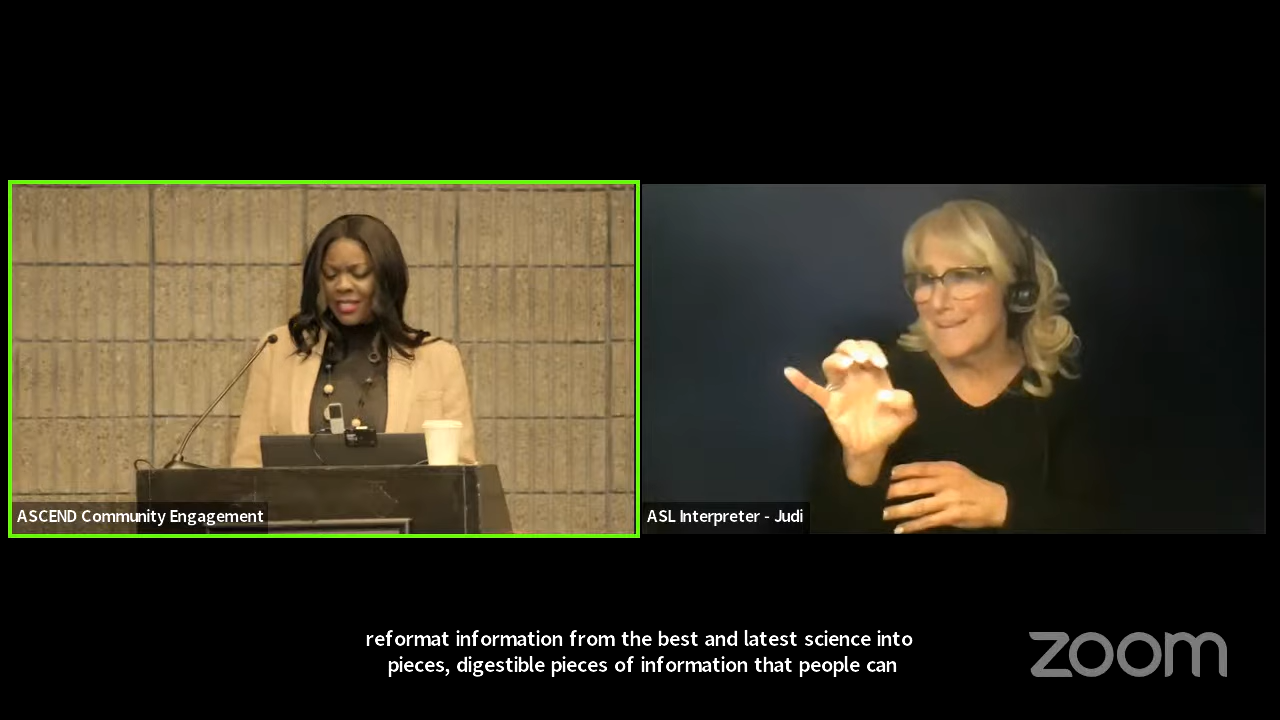 ASCEND Community Engagement
ASL Interpreter - Judi
reformat information from the best and latest science into
pieces, digestible pieces of information that people can
zoom